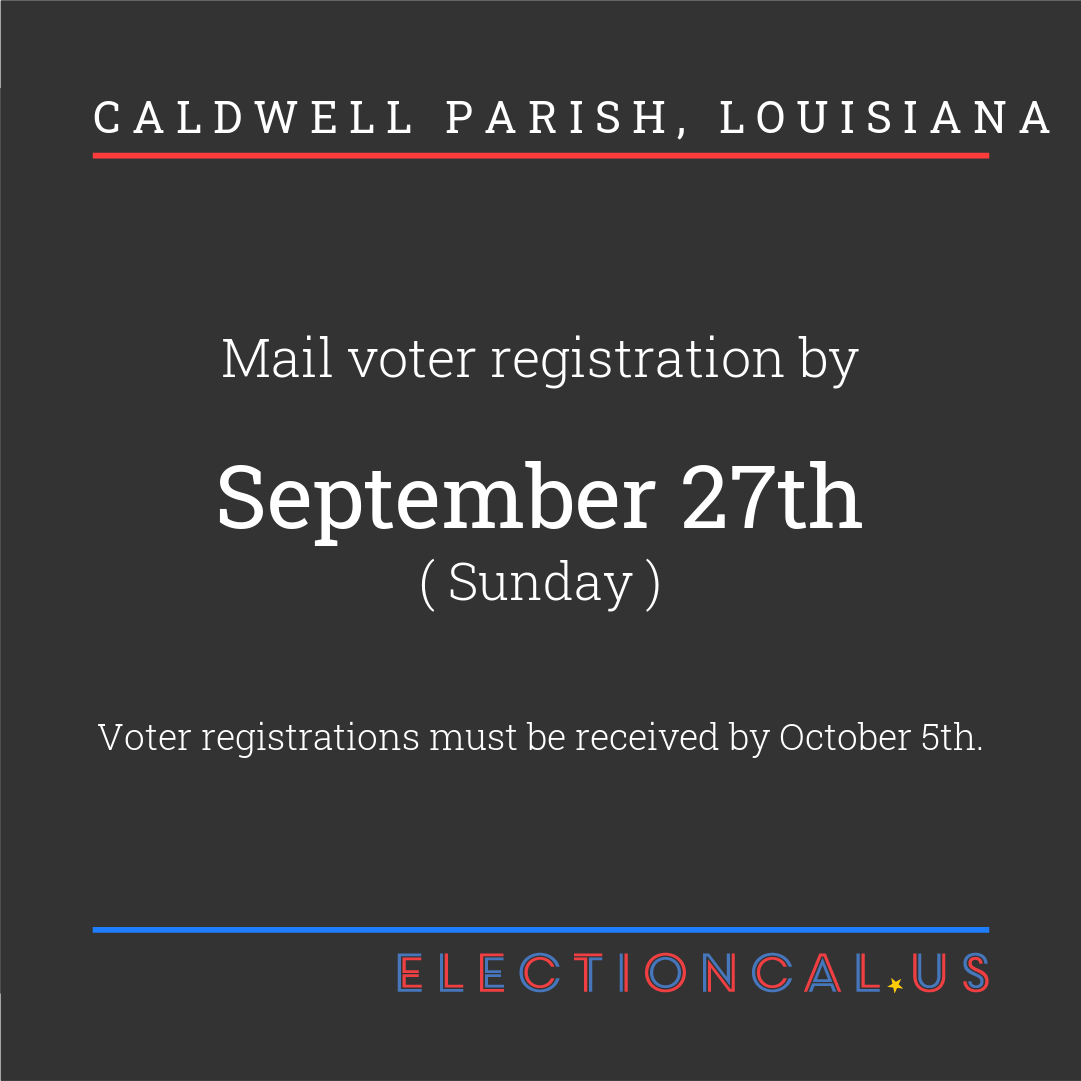 CALDWELL PARISH, LOUISIANA
Mail voter registration by
September 27th
( Sunday )
Voter registrations must be received by October 5th.
ELECTIONCAL.US